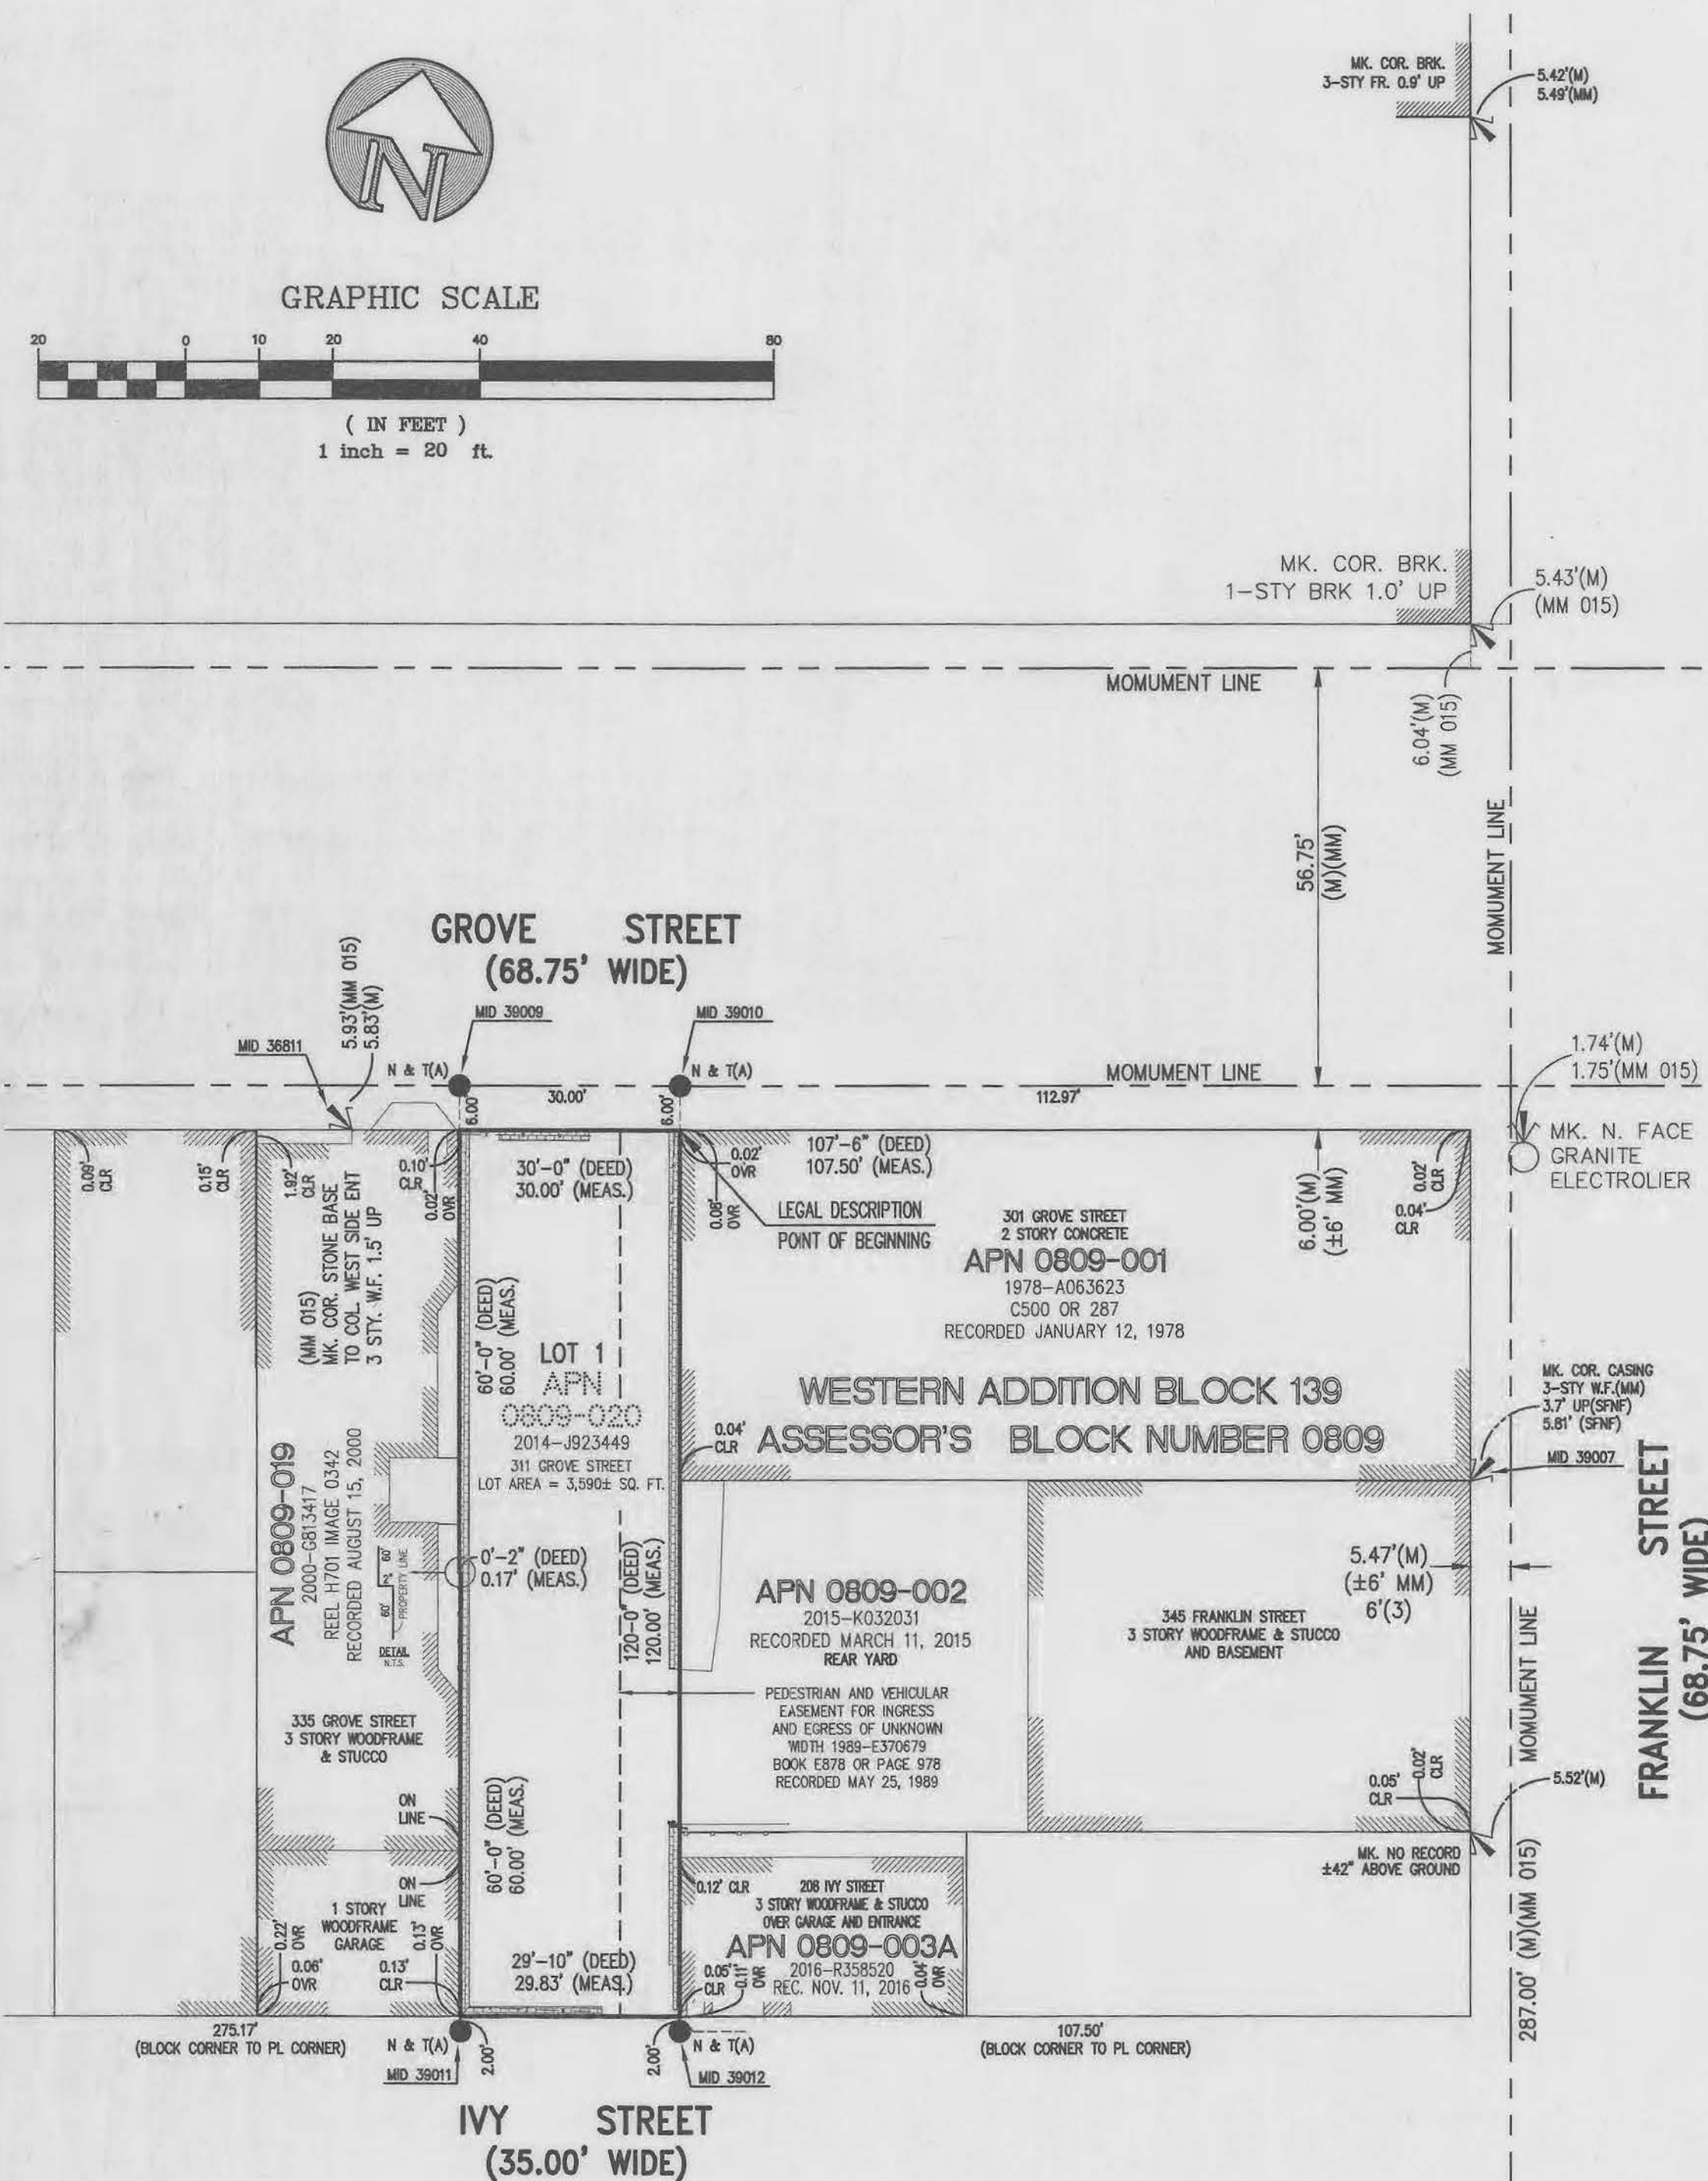 MK. COR. BRK.
3-STY FR. 0.9' UP
5.42'(M)
5.49'(MM)
N
GRAPHIC SCALE
20 0 10 20 40 80
( IN FEET )
1 inch = 20 ft.
MK. COR. BRK.
1-STY BRK 1.0' UP
5.43'(M)
(MM 015)
MOMUMENT LINE
6.04'(M)
(MM 015)
56.75'
(M)(MM)
MOMUMENT LINE
GROVE STREET
(68.75' WIDE)
MID 39009
MID 39010
MID 36811
5.93'(MM 015)
5.83'(M)
N & T(A)
N & T(A)
MOMUMENT LINE
1.74'(M)
1.75'(MM 015)
6.00'
30.00'
6.00'
112.97'
MK. N. FACE
GRANITE
ELECTROLIER
0.09'
CLR
0.15'
CLR
1.92'
CLR
0.10'
CLR
0.02'
OVR
30'-0" (DEED)
30.00' (MEAS.)
0.02'
OVR
0.08'
OVR
107'-6" (DEED)
107.50' (MEAS.)
LEGAL DESCRIPTION
POINT OF BEGINNING
6.00'(M)
(±6' MM)
0.02'
CLR
0.04'
CLR
(MM 015)
MK. COR. STONE BASE
TO COL. WEST SIDE ENT
3 STY. W.F. 1.5' UP
301 GROVE STREET
2 STORY CONCRETE
APN 0809-001
1978-A063623
C500 OR 287
RECORDED JANUARY 12, 1978
60'-0" (DEED)
60.00' (MEAS.)
LOT 1
APN
0809-020
2014-J923449
311 GROVE STREET
LOT AREA = 3,590± SQ. FT.
WESTERN ADDITION BLOCK 139
ASSESSOR'S BLOCK NUMBER 0809
0.04'
CLR
MK. COR. CASING
3-STY W.F.(MM)
3.7' UP(SFNF)
5.81' (SFNF)
MID 39007
FRANKLIN STREET
(68.75' WIDE)
APN 0809-019
2000-G813417
REEL H701 IMAGE 0342
RECORDED AUGUST 15, 2000
60'
2"
60'
PROPERTY LINE
DETAIL
N.T.S.
0'-2" (DEED)
0.17' (MEAS.)
120-0" (DEED)
120.00' (MEAS.)
APN 0809-002
2015-K032031
RECORDED MARCH 11, 2015
REAR YARD
5.47'(M)
(±6' MM)
6'(3)
345 FRANKLIN STREET
3 STORY WOODFRAME & STUCCO
AND BASEMENT
MOMUMENT LINE
PEDESTRIAN AND VEHICULAR
EASEMENT FOR INGRESS
AND EGRESS OF UNKNOWN
WIDTH 1989-E370679
BOOK E878 OR PAGE 978
RECORDED MAY 25, 1989
335 GROVE STREET
3 STORY WOODFRAME
& STUCCO
ON
LINE
60'-0" (DEED)
60.00' (MEAS.)
0.02'
CLR
0.05'
CLR
5.52'(M)
MK. NO RECORD
±42" ABOVE GROUND
ON
LINE
1 STORY
WOODFRAME
GARAGE
0.22'
OVR
0.06'
OVR
0.13'
OVR
0.13'
CLR
0.12' CLR
208 IVY STREET
3 STORY WOODFRAME & STUCCO
OVER GARAGE AND ENTRANCE
APN 0809-003A
2016-R358520
REC. NOV. 11, 2016
0.05'
CLR
0.11'
OVR
0.04'
OVR
29'-10" (DEED)
29.83' (MEAS.)
287.00' (M)(MM 015)
275.17'
(BLOCK CORNER TO PL CORNER)
N & T(A)
MID 39011
2.00'
2.00'
N & T(A)
MID 39012
107.50'
(BLOCK CORNER TO PL CORNER)
IVY STREET
(35.00' WIDE)